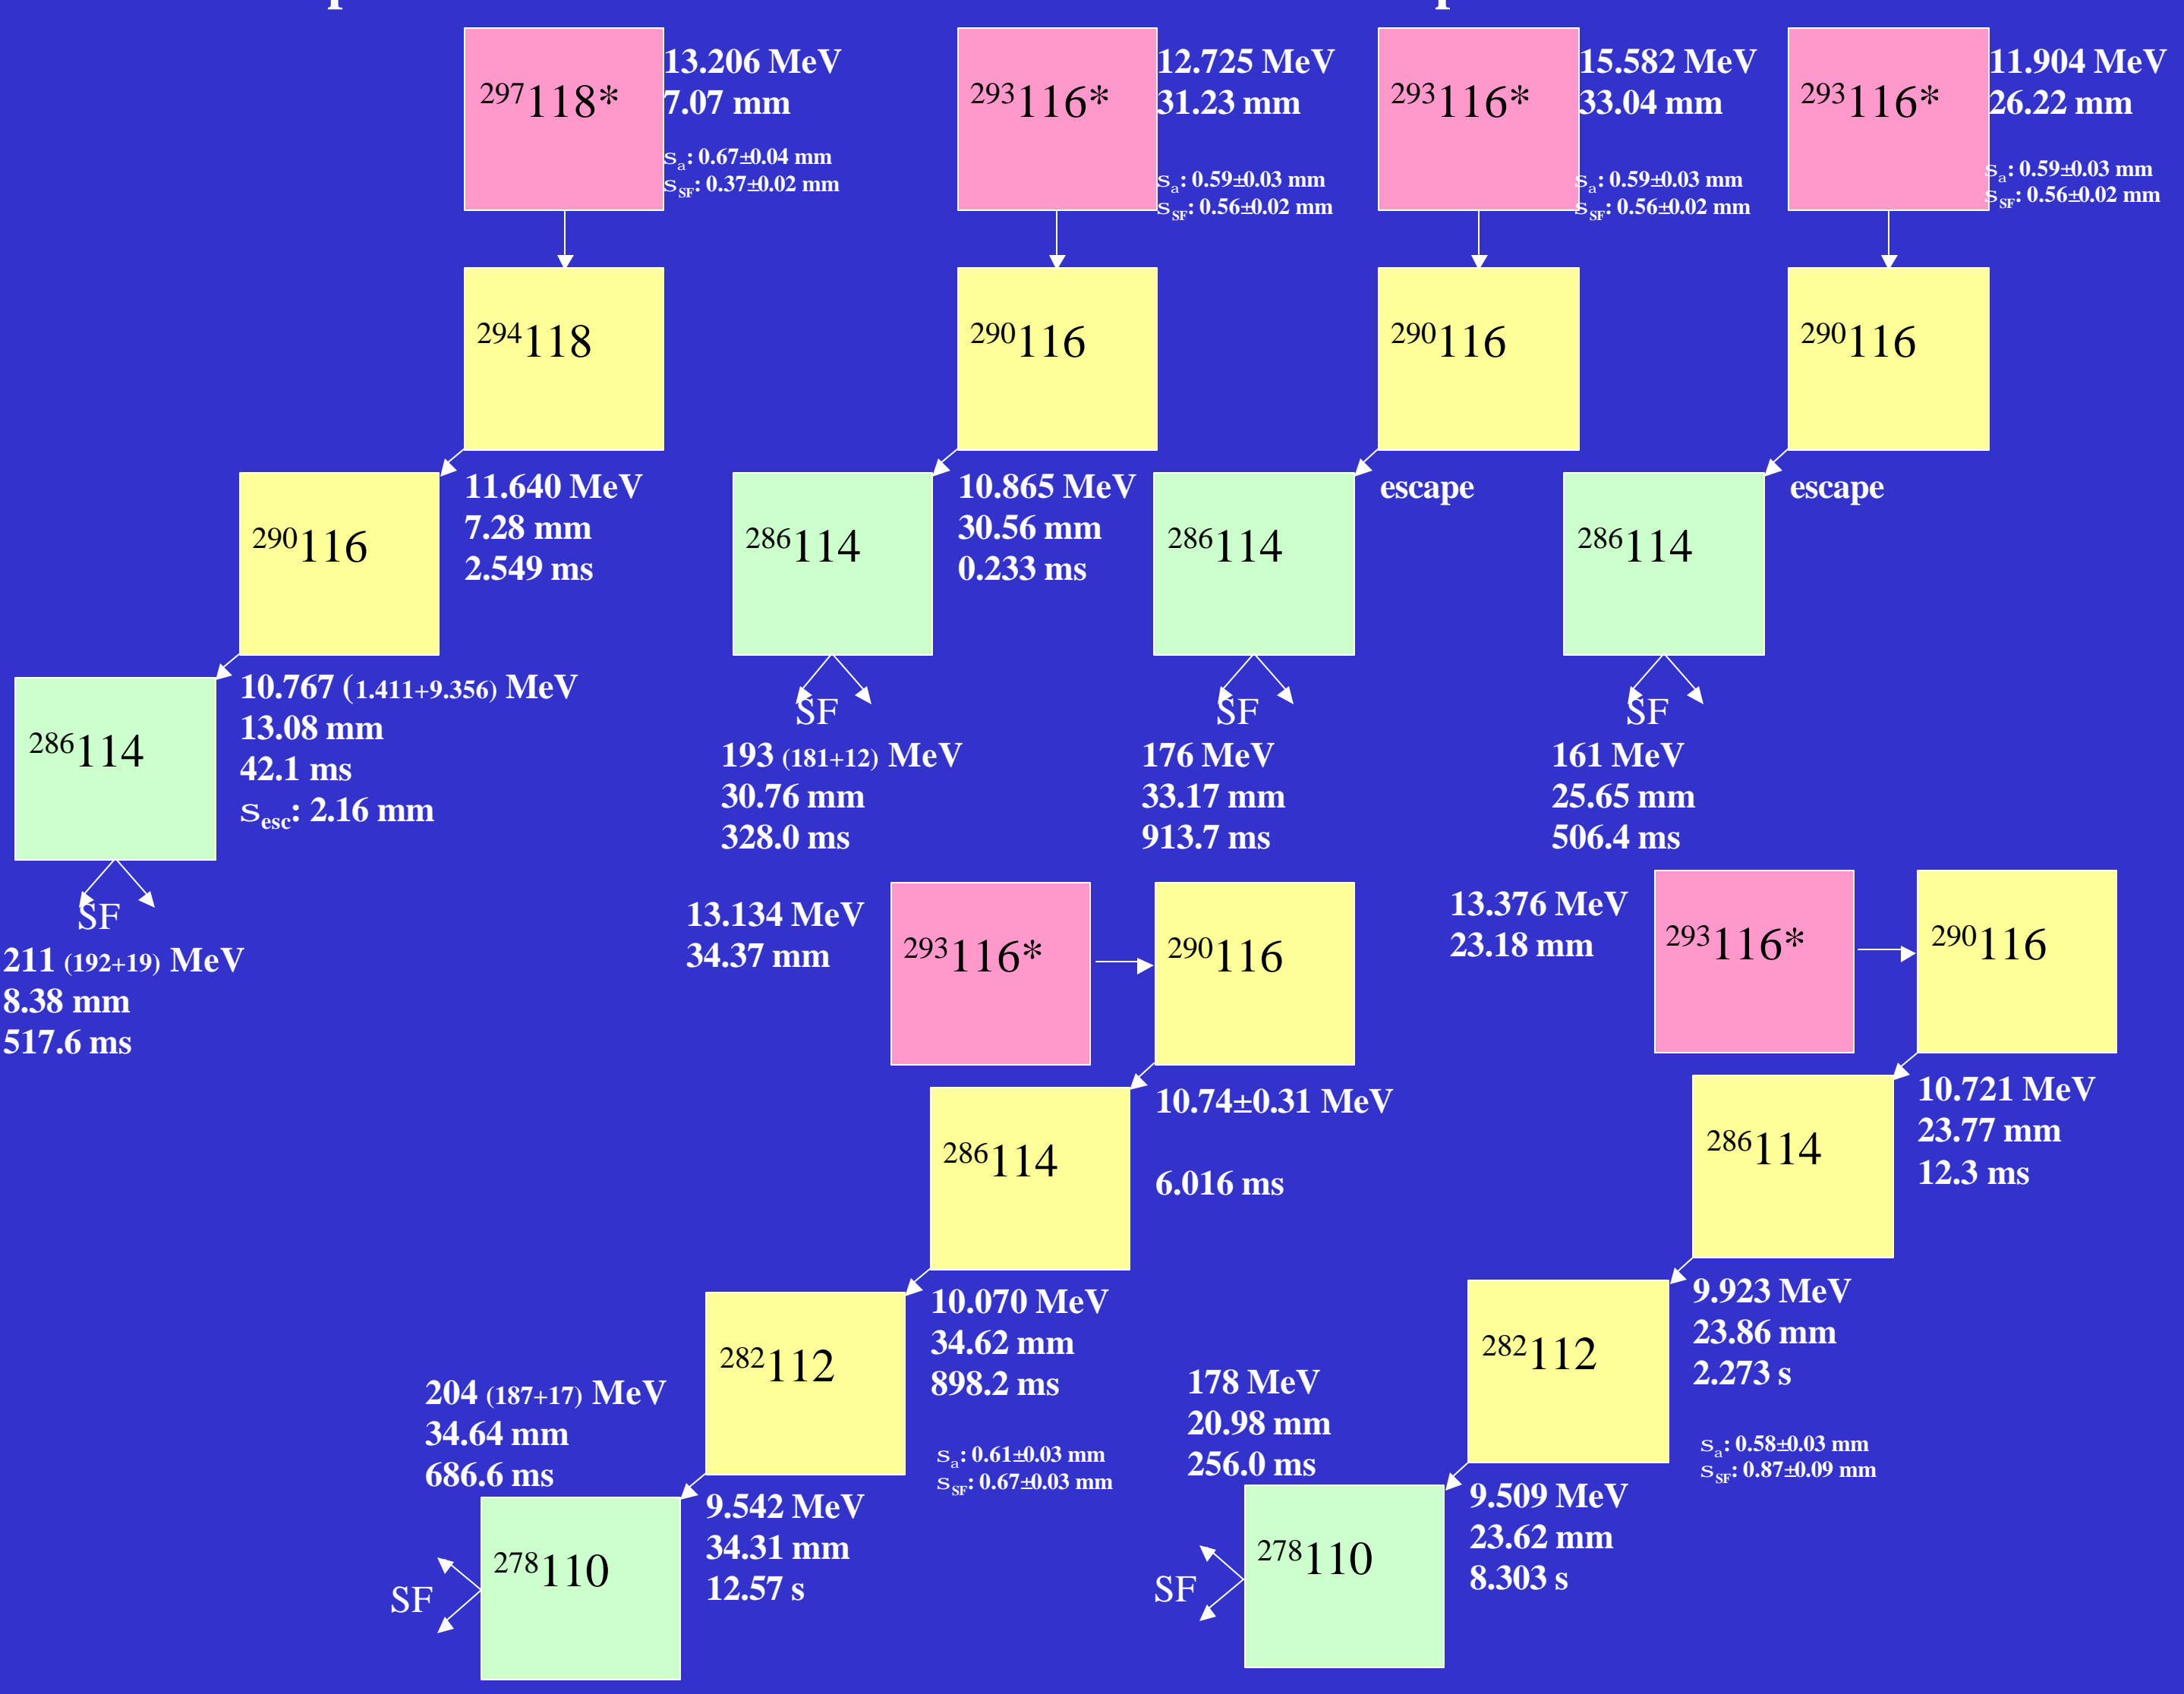 297118*
13.206 MeV
7.07 mm
sa: 0.67±0.04 mm
sSF: 0.37±0.02 mm
294118
11.640 MeV
7.28 mm
2.549 ms
290116
10.767 (1.411+9.356) MeV
13.08 mm
42.1 ms
sesc: 2.16 mm
286114
SF
211 (192+19) MeV
8.38 mm
517.6 ms
293116*
12.725 MeV
31.23 mm
sa: 0.59±0.03 mm
sSF: 0.56±0.02 mm
290116
10.865 MeV
30.56 mm
0.233 ms
286114
SF
193 (181+12) MeV
30.76 mm
328.0 ms
293116*
15.582 MeV
33.04 mm
sa: 0.59±0.03 mm
sSF: 0.56±0.02 mm
290116
escape
286114
SF
176 MeV
33.17 mm
913.7 ms
293116*
11.904 MeV
26.22 mm
sa: 0.59±0.03 mm
sSF: 0.56±0.02 mm
290116
escape
286114
SF
161 MeV
25.65 mm
506.4 ms
13.134 MeV
34.37 mm
293116*
290116
10.74±0.31 MeV
6.016 ms
286114
10.070 MeV
34.62 mm
898.2 ms
sa: 0.61±0.03 mm
sSF: 0.67±0.03 mm
282112
9.542 MeV
34.31 mm
12.57 s
204 (187+17) MeV
34.64 mm
686.6 ms
278110
SF
13.376 MeV
23.18 mm
293116*
290116
10.721 MeV
23.77 mm
12.3 ms
286114
9.923 MeV
23.86 mm
2.273 s
sa: 0.58±0.03 mm
sSF: 0.87±0.09 mm
282112
9.509 MeV
23.62 mm
8.303 s
178 MeV
20.98 mm
256.0 ms
278110
SF